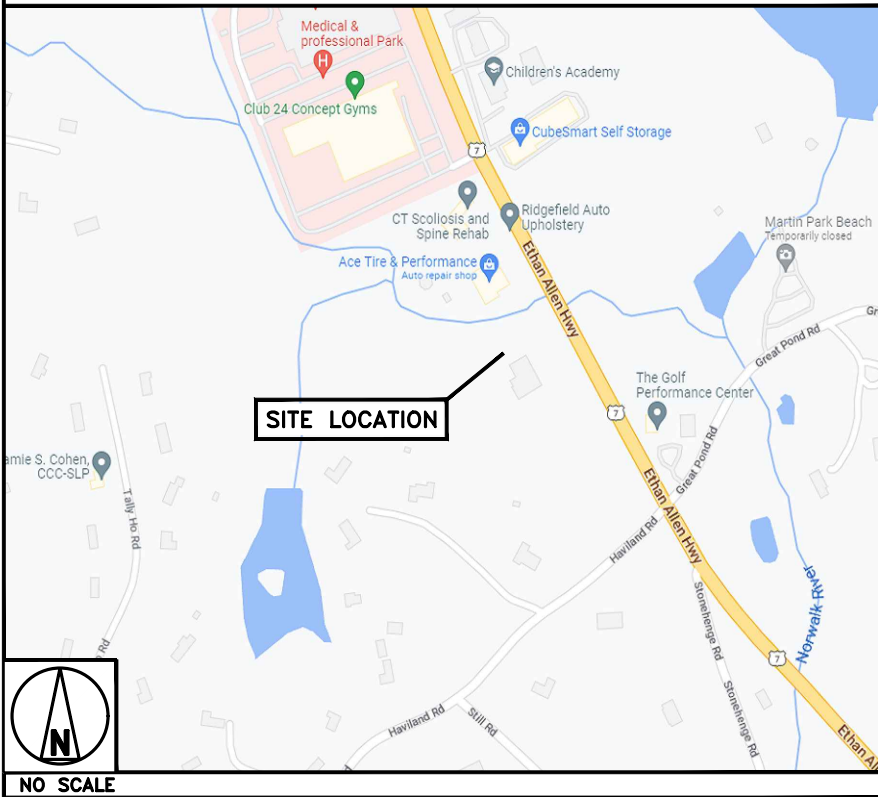 Medical &
professional Park
H
Club 24 Concept Gyms
Children's Academy
CubeSmart Self Storage
7
CT Scoliosis and
Spine Rehab
Ridgefield Auto
Upholstery
Martin Park Beach
Temporarily closed
Ace Tire & Performance
Auto repair shop
Ethan Allen Hwy
Great Pond Rd
Gr
The Golf
Performance Center
7
SITE LOCATION
amie S. Cohen,
CCC-SLP
Tally Ho Rd
Great Pond Rd
Ethan Allen Hwy
Haviland Rd
Norwalk River
Stonehenge Rd
Rd
7
Stonehenge Rd
Haviland Rd
Still Rd
Ethan Al
N
NO SCALE